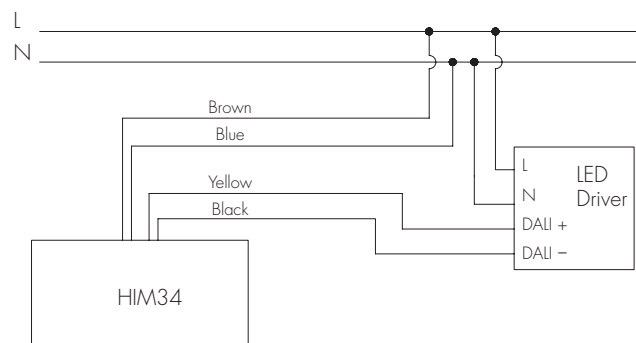 L
N
Brown
Blue
Yellow
Black
HIM34
L
N
DALI +
DALI –
LED
Driver